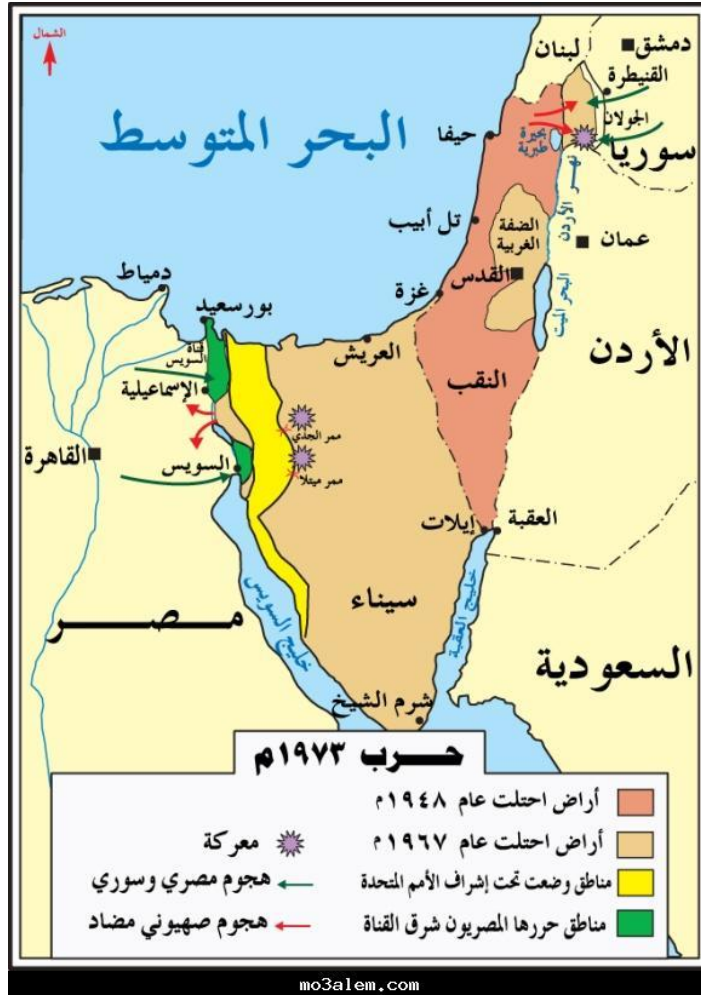 الشمال
دمشق
لبنان
القنيطرة
الجولان
سوريا
البحر المتوسط
حيفا
بحيرة
طبرية
نهر الأردن
تل أبيب
الضفة
الغربية
عمان
القدس
دمياط
غزة
بورسعيد
البحر الميت
العريش
قناة
السويس
الأردن
النقب
الإسماعيلية
ممر الجدي
القاهرة
السويس
ممر ميتلا
إيلات
العقبة
سيناء
خليج السويس
خليج العقبة
مصر
السعودية
شرم الشيخ
حرب ١٩٧٣م
أراض احتلت عام ١٩٤٨م
أراض احتلت عام ١٩٦٧م
معركة
مناطق وضعت تحت إشراف الأمم المتحدة
هجوم مصري وسوري
مناطق حررها المصريون شرق القناة
هجوم صهيوني مضاد
mo3alem.com